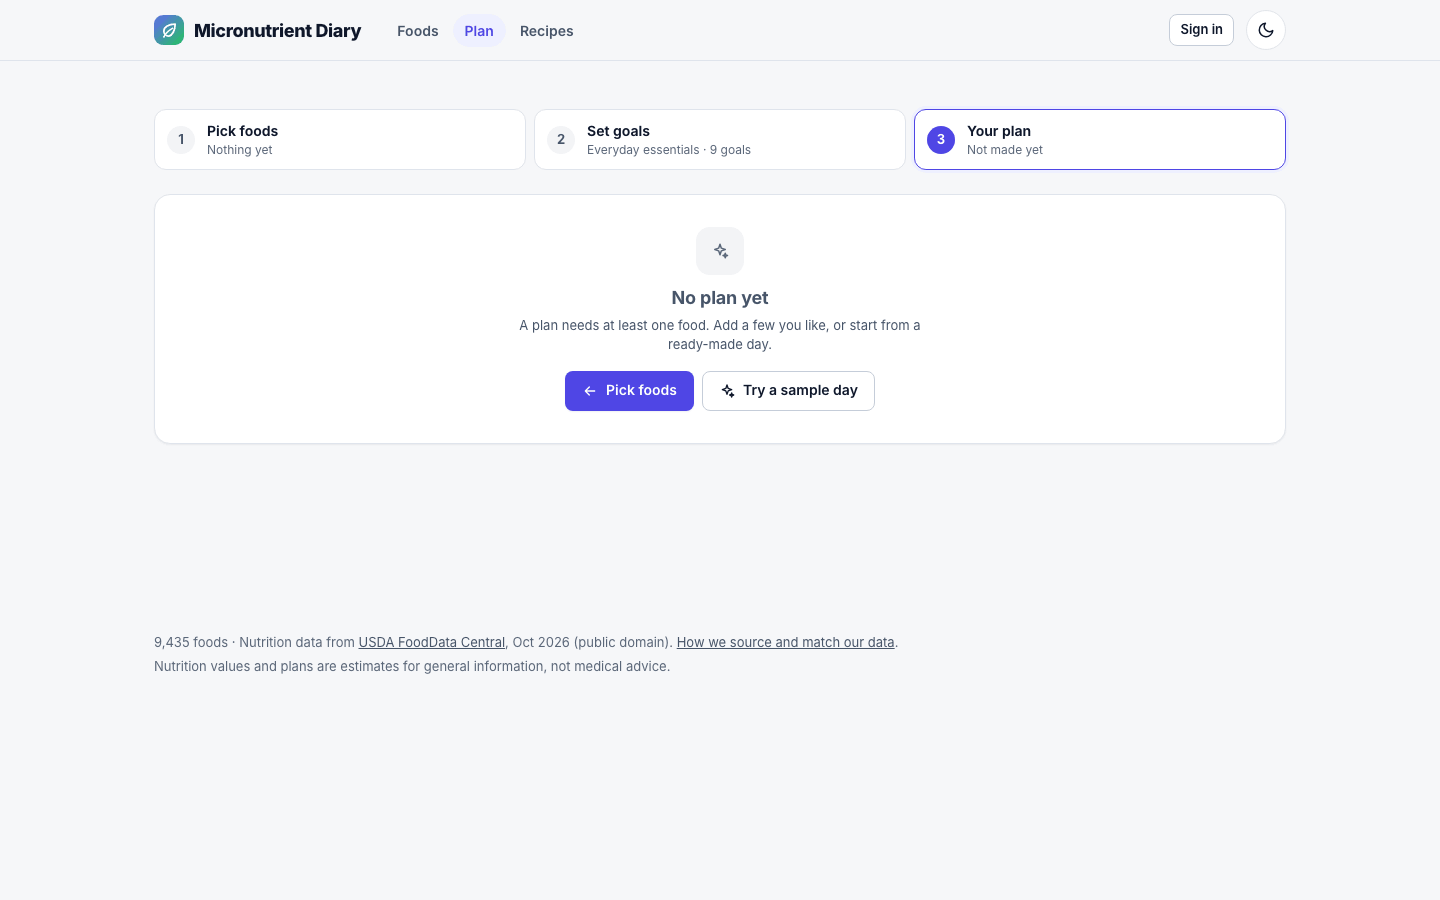 Micronutrient Diary
Foods
Plan
Recipes
Sign in
1
Pick foods
Nothing yet
2
Set goals
Everyday essentials · 9 goals
3
Your plan
Not made yet
No plan yet
A plan needs at least one food. Add a few you like, or start from a
ready-made day.
Pick foods
Try a sample day
9,435 foods · Nutrition data from USDA FoodData Central, Oct 2026 (public domain). How we source and match our data.
Nutrition values and plans are estimates for general information, not medical advice.